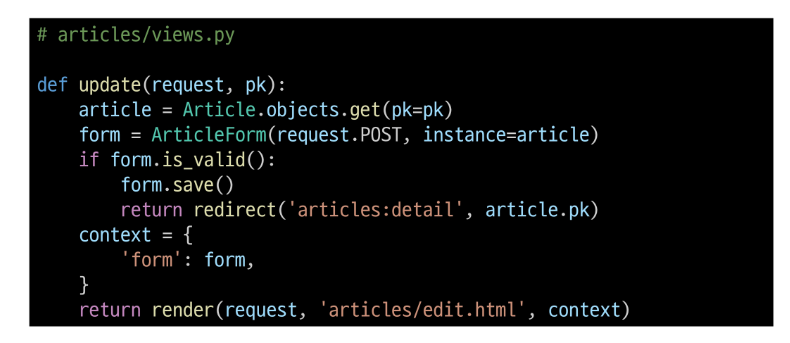 # articles/views.py

def update(request, pk):
    article = Article.objects.get(pk=pk)
    form = ArticleForm(request.POST, instance=article)
    if form.is_valid():
        form.save()
        return redirect('articles:detail', article.pk)
    context = {
        'form': form,
    }
    return render(request, 'articles/edit.html', context)